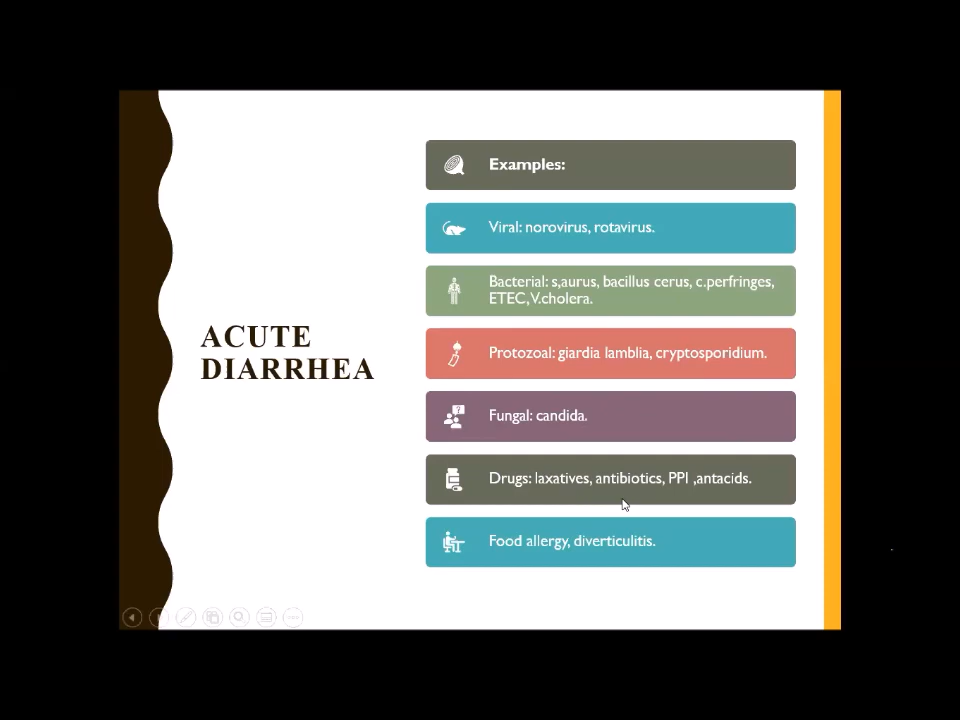 ACUTE
DIARRHEA
Examples:
Viral: norovirus, rotavirus.
Bacterial: s,aurus, bacillus cerus, c.perfringes,
ETEC,V.cholera.
Protozoal: giardia lamblia, cryptosporidium.
Fungal: candida.
Drugs: laxatives, antibiotics, PPI ,antacids.
Food allergy, diverticulitis.